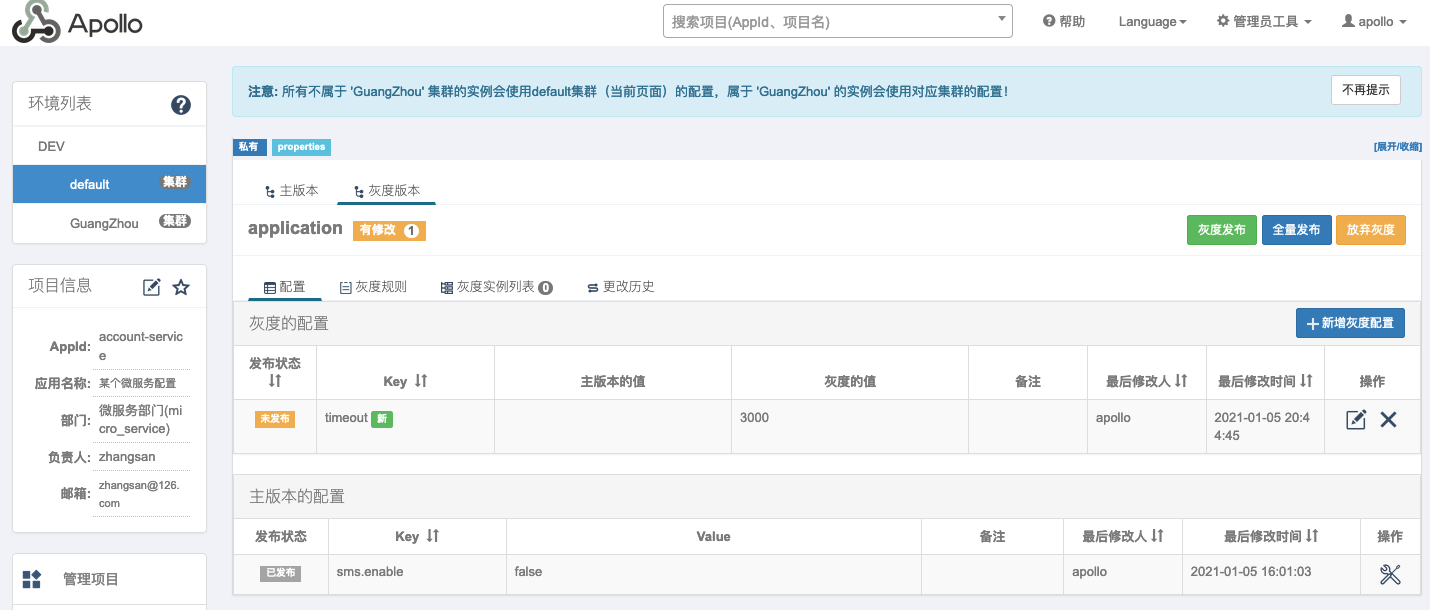 Apollo
搜索项目(AppId、项目名)
帮助
Language
管理员工具
apollo
环境列表
DEV
default 集群
GuangZhou 集群
项目信息
AppId: account-servic
e
应用名称: 某个微服务配置
部门: 微服务部门(mi
cro_service)
负责人: zhangsan
邮箱: zhangsan@126.
com
管理项目
注意: 所有不属于 'GuangZhou' 集群的实例会使用default集群（当前页面）的配置，属于 'GuangZhou' 的实例会使用对应集群的配置！
不再提示
私有 properties
[展开/收缩]
主版本 灰度版本
application 有修改 1
灰度发布 全量发布 放弃灰度
配置 灰度规则 灰度实例列表 0 更改历史
灰度的配置
新增灰度配置
发布状态 Key 主版本的值 灰度的值 备注 最后修改人 最后修改时间 操作
未发布 timeout 新 3000 apollo 2021-01-05 20:4
4:45
主版本的配置
发布状态 Key Value 备注 最后修改人 最后修改时间 操作
已发布 sms.enable false apollo 2021-01-05 16:01:03